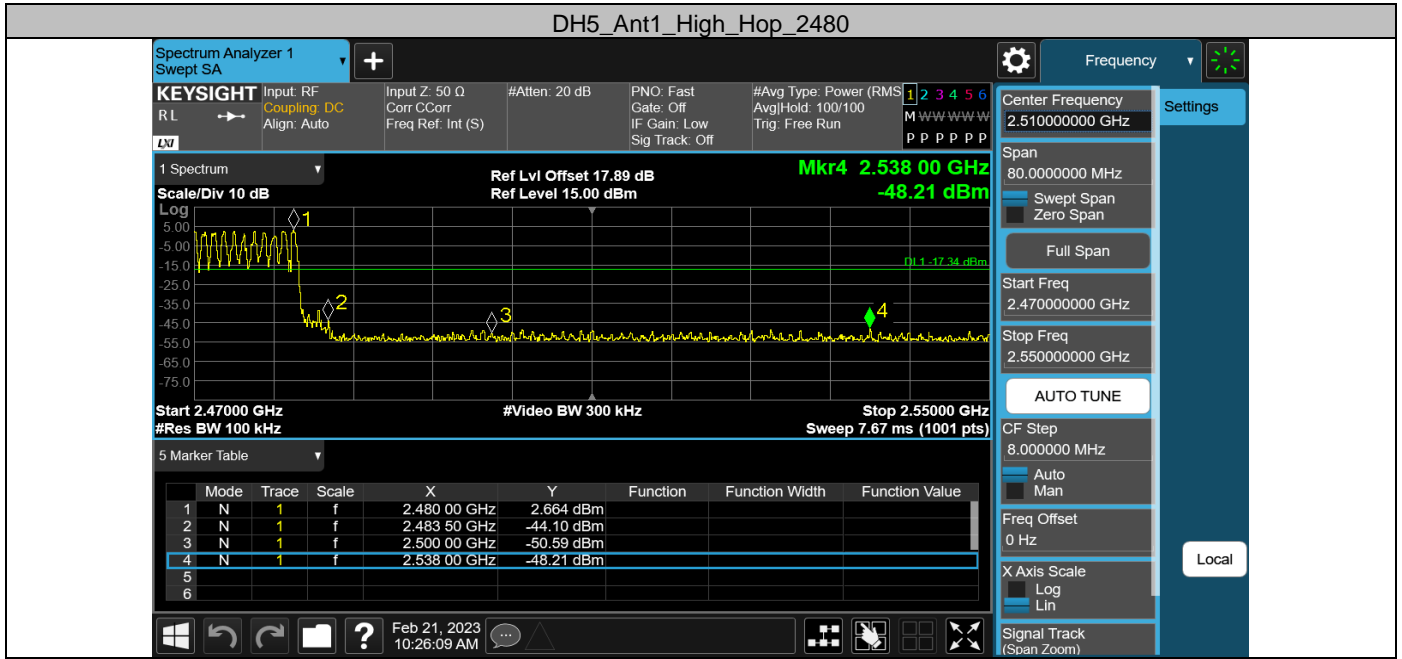 DH5_Ant1_High_Hop_2480
Spectrum Analyzer 1
Swept SA
Frequency
KEYSIGHT
RL
LXI
Input: RF
Coupling: DC
Align: Auto
Input Z: 50 Ω
Corr CCorr
Freq Ref: Int (S)
#Atten: 20 dB
PNO: Fast
Gate: Off
IF Gain: Low
Sig Track: Off
#Avg Type: Power (RMS
Avg|Hold: 100/100
Trig: Free Run
1 2 3 4 5 6
M W W W W W
P P P P P P
1 Spectrum
Scale/Div 10 dB
Ref Lvl Offset 17.89 dB
Ref Level 15.00 dBm
Mkr4 2.538 00 GHz
-48.21 dBm
Log
5.00
-5.00
-15.0
-25.0
-35.0
-45.0
-55.0
-65.0
-75.0
1
2
3
4
DL1 -17.34 dBm
Start 2.47000 GHz
#Video BW 300 kHz
Stop 2.55000 GHz
#Res BW 100 kHz
Sweep 7.67 ms (1001 pts)
5 Marker Table
Mode Trace Scale X Y Function Function Width Function Value
1 N 1 f 2.480 00 GHz 2.664 dBm
2 N 1 f 2.483 50 GHz -44.10 dBm
3 N 1 f 2.500 00 GHz -50.59 dBm
4 N 1 f 2.538 00 GHz -48.21 dBm
5
6
?
Feb 21, 2023
10:26:09 AM
Center Frequency
2.510000000 GHz
Settings
Span
80.0000000 MHz
Swept Span
Zero Span
Full Span
Start Freq
2.470000000 GHz
Stop Freq
2.550000000 GHz
AUTO TUNE
CF Step
8.000000 MHz
Auto
Man
Freq Offset
0 Hz
X Axis Scale
Log
Lin
Local
Signal Track
(Span Zoom)